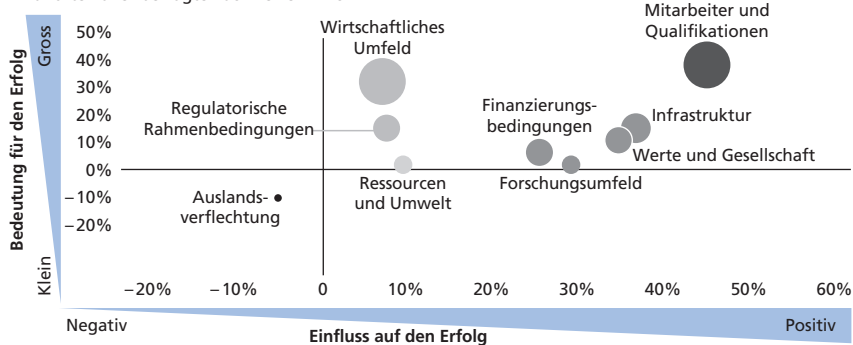 Mitarbeiter und
Qualifikationen
Wirtschaftliches
Umfeld
Regulatorische
Rahmenbedingungen
Finanzierungs-
bedingungen
Infrastruktur
Werte und Gesellschaft
Ressourcen
und Umwelt
Forschungsumfeld
Auslands-
verflechtung
Bedeutung für den Erfolg
Gross
Klein
50%
40%
30%
20%
10%
0%
–10%
–20%
–20%
–10%
0
10%
20%
30%
40%
50%
60%
Negativ
Einfluss auf den Erfolg
Positiv